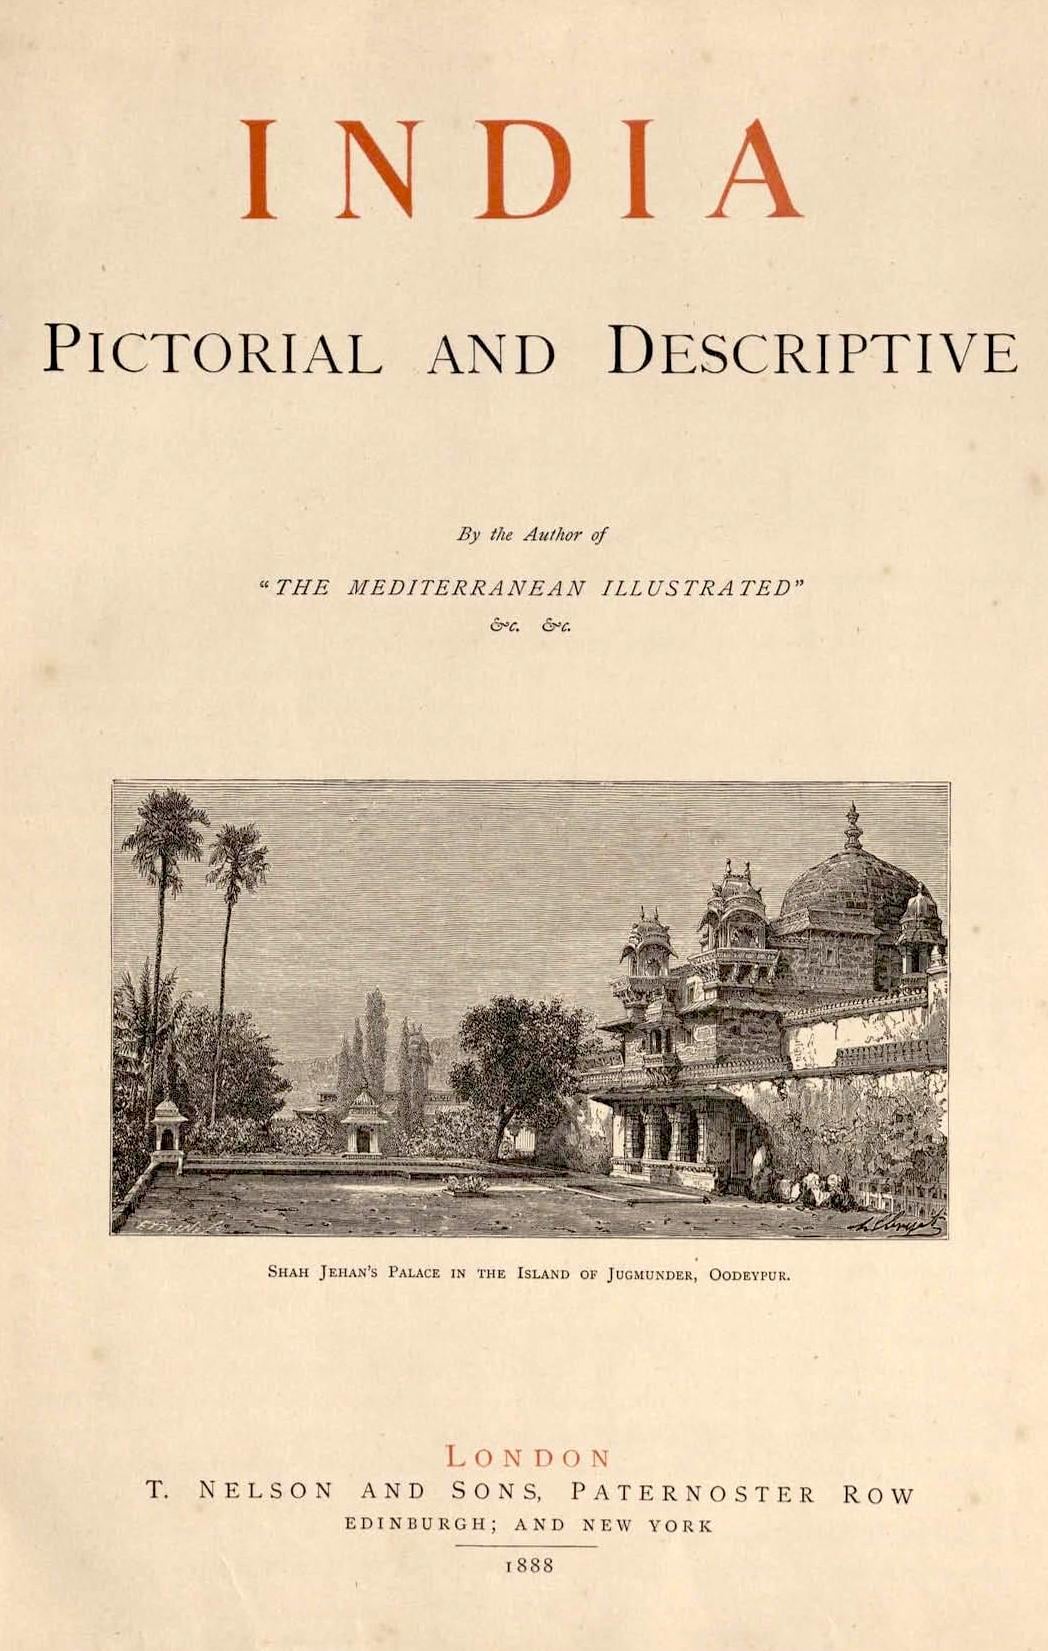 INDIA
PICTORIAL AND DESCRIPTIVE
By the Author of
"THE MEDITERRANEAN ILLUSTRATED"
&c. &c.
SHAH JEHAN'S PALACE IN THE ISLAND OF JUGMUNDER, OODEYPUR.
LONDON
T. NELSON AND SONS, PATERNOSTER ROW
EDINBURGH; AND NEW YORK
1888